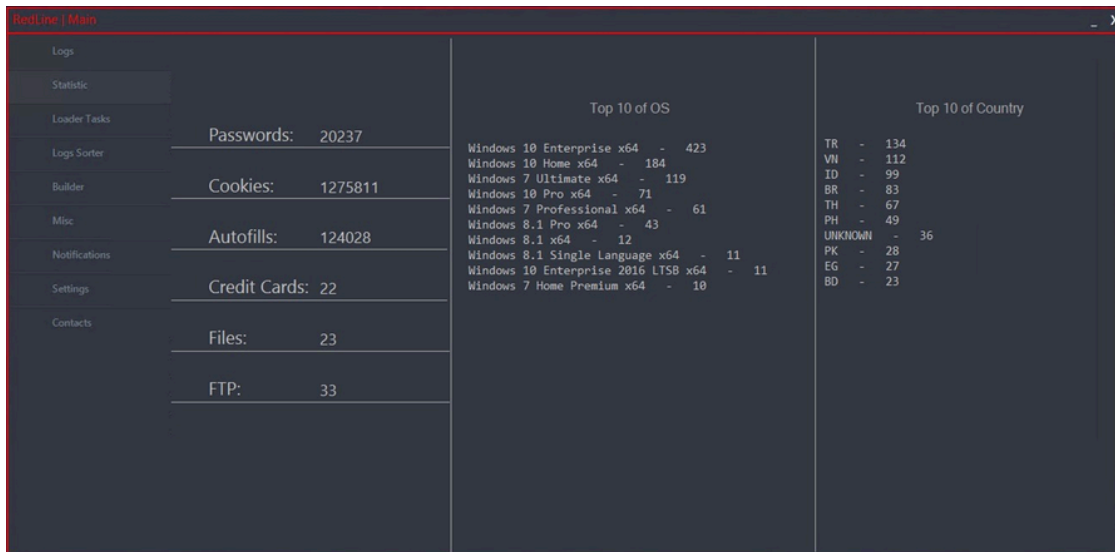 RedLine | Main
_ X
Logs
Statistic
Loader Tasks
Logs Sorter
Builder
Misc
Notifications
Settings
Contacts
Passwords: 20237
Cookies: 1275811
Autofills: 124028
Credit Cards: 22
Files: 23
FTP: 33
Top 10 of OS
Windows 10 Enterprise x64 - 423
Windows 10 Home x64 - 184
Windows 7 Ultimate x64 - 119
Windows 10 Pro x64 - 71
Windows 7 Professional x64 - 61
Windows 8.1 Pro x64 - 43
Windows 8.1 x64 - 12
Windows 8.1 Single Language x64 - 11
Windows 10 Enterprise 2016 LTSB x64 - 11
Windows 7 Home Premium x64 - 10
Top 10 of Country
TR - 134
VN - 112
ID - 99
BR - 83
TH - 67
PH - 49
UNKNOWN - 36
PK - 28
EG - 27
BD - 23